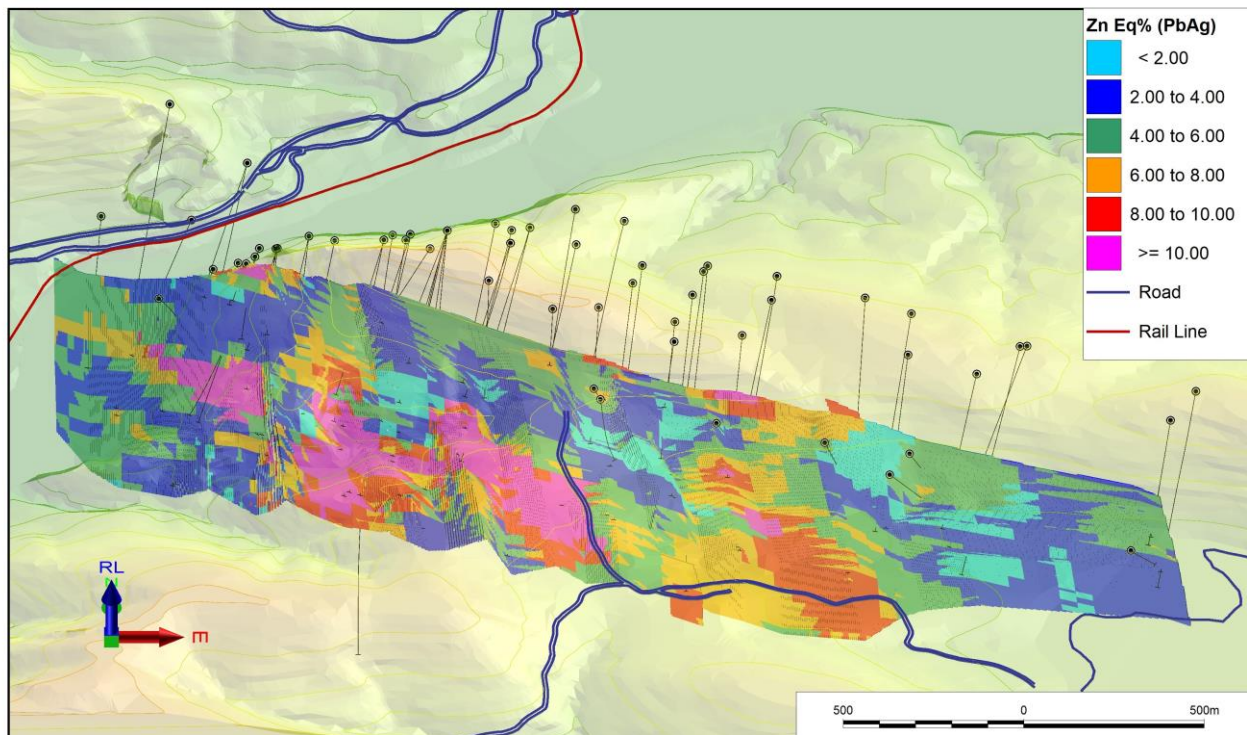 Zn Eq% (PbAg)
< 2.00
2.00 to 4.00
4.00 to 6.00
6.00 to 8.00
8.00 to 10.00
>= 10.00
Road
Rail Line
RL
E
500 0 500m